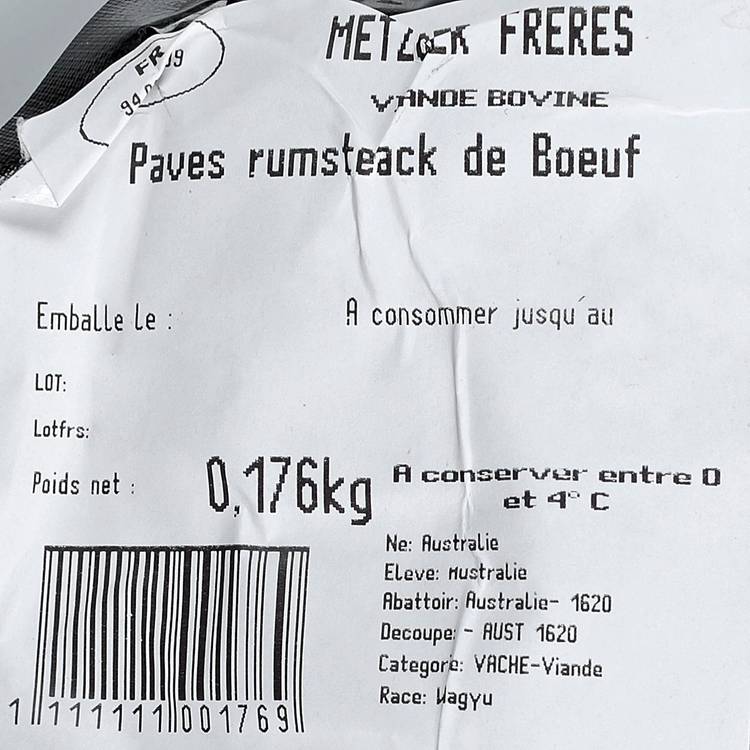 FRERES
VIANDE BOVINE
Paves rumsteack de Boeuf
Emballe le :
A consommer jusqu'au
LOT:
Lotfrs:
Poids net :
0,176kg
A conserver entre 0
et 4° C
Ne: Australie
Eleve: Australie
Abattoir: Australie- 1620
Decoupe: - AUST 1620
Categore: VACHE-Viande
Race: Wagyu
1 111111 001769